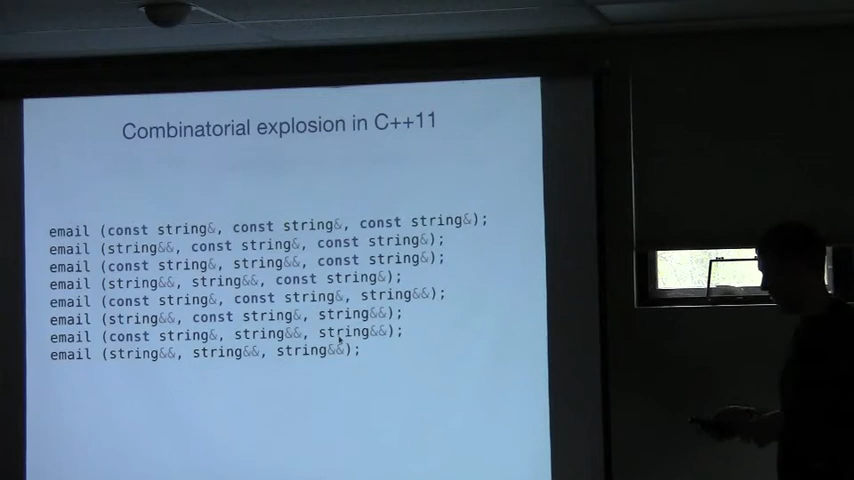 Combinatorial explosion in C++11
email (const string&, const string&, const string&);
email (string&&, const string&, const string&);
email (const string&, string&&, const string&);
email (string&&, string&&, const string&);
email (const string&, const string&, string&&);
email (string&&, const string&, string&&);
email (const string&, string&&, string&&);
email (string&&, string&&, string&&);